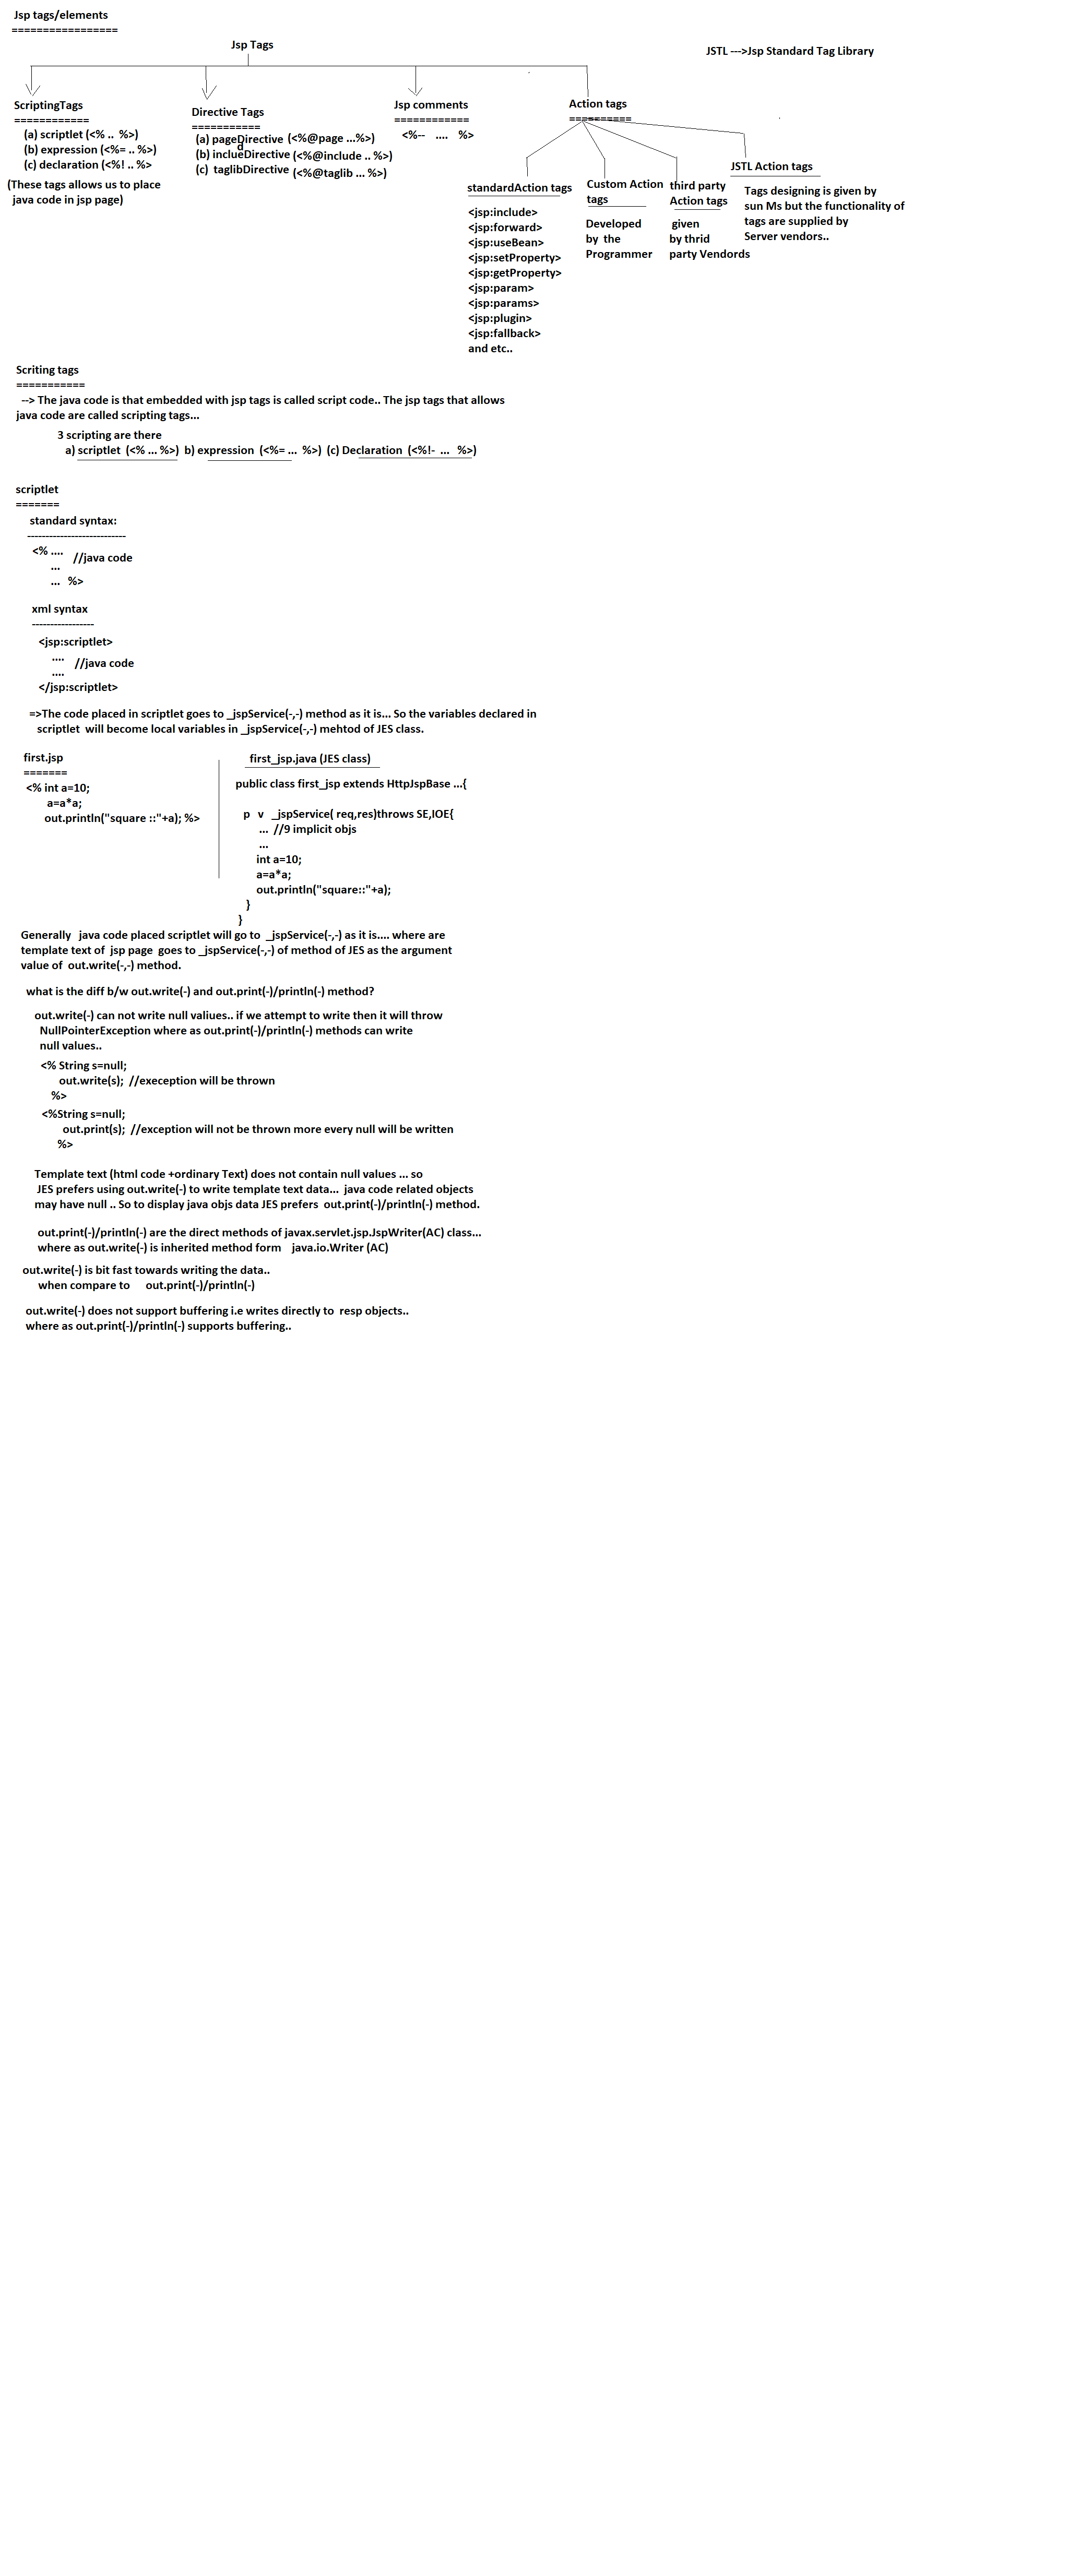 Jsp tags/elements
=================
Jsp Tags
JSTL --->Jsp Standard Tag Library
ScriptingTags
============
(a) scriptlet (<% .. %>)
(b) expression (<%= .. %>)
(c) declaration (<%! .. %>
(These tags allows us to place
java code in jsp page)
Directive Tags
===========
(a) pageDirective (<%@page ...%>)
d
(b) inclueDirective (<%@include .. %>)
(c) taglibDirective (<%@taglib ... %>)
Jsp comments
============
<%-- .... %>
Action tags
==========
standardAction tags
<jsp:include>
<jsp:forward>
<jsp:useBean>
<jsp:setProperty>
<jsp:getProperty>
<jsp:param>
<jsp:params>
<jsp:plugin>
<jsp:fallback>
and etc..
Custom Action
tags
Developed
by the
Programmer
third party
Action tags
given
by thrid
party Vendords
JSTL Action tags
Tags designing is given by
sun Ms but the functionality of
tags are supplied by
Server vendors..
Scriting tags
===========
--> The java code is that embedded with jsp tags is called script code.. The jsp tags that allows
java code are called scripting tags...
3 scripting are there
a) scriptlet (<% ... %>) b) expression (<%= ... %>) (c) Declaration (<%!- ... %>)
scriptlet
=======
standard syntax:
---------------------------
<% ....
//java code
...
... %>
xml syntax
-----------------
<jsp:scriptlet>
....
//java code
....
</jsp:scriptlet>
=>The code placed in scriptlet goes to _jspService(-,-) method as it is... So the variables declared in
scriptlet will become local variables in _jspService(-,-) mehtod of JES class.
first.jsp
=======
<% int a=10;
a=a*a;
out.println("square ::"+a); %>
first_jsp.java (JES class)
public class first_jsp extends HttpJspBase ...{
p v _jspService( req,res)throws SE,IOE{
... //9 implicit objs
...
int a=10;
a=a*a;
out.println("square::"+a);
}
}
Generally java code placed scriptlet will go to _jspService(-,-) as it is.... where are
template text of jsp page goes to _jspService(-,-) of method of JES as the argument
value of out.write(-,-) method.
what is the diff b/w out.write(-) and out.print(-)/println(-) method?
out.write(-) can not write null valiues.. if we attempt to write then it will throw
NullPointerException where as out.print(-)/println(-) methods can write
null values..
<% String s=null;
out.write(s); //exeception will be thrown
%>
<%String s=null;
out.print(s); //exception will not be thrown more every null will be written
%>
Template text (html code +ordinary Text) does not contain null values ... so
JES prefers using out.write(-) to write template text data... java code related objects
may have null .. So to display java objs data JES prefers out.print(-)/println(-) method.
out.print(-)/println(-) are the direct methods of javax.servlet.jsp.JspWriter(AC) class...
where as out.write(-) is inherited method form java.io.Writer (AC)
out.write(-) is bit fast towards writing the data..
when compare to out.print(-)/println(-)
out.write(-) does not support buffering i.e writes directly to resp objects..
where as out.print(-)/println(-) supports buffering..